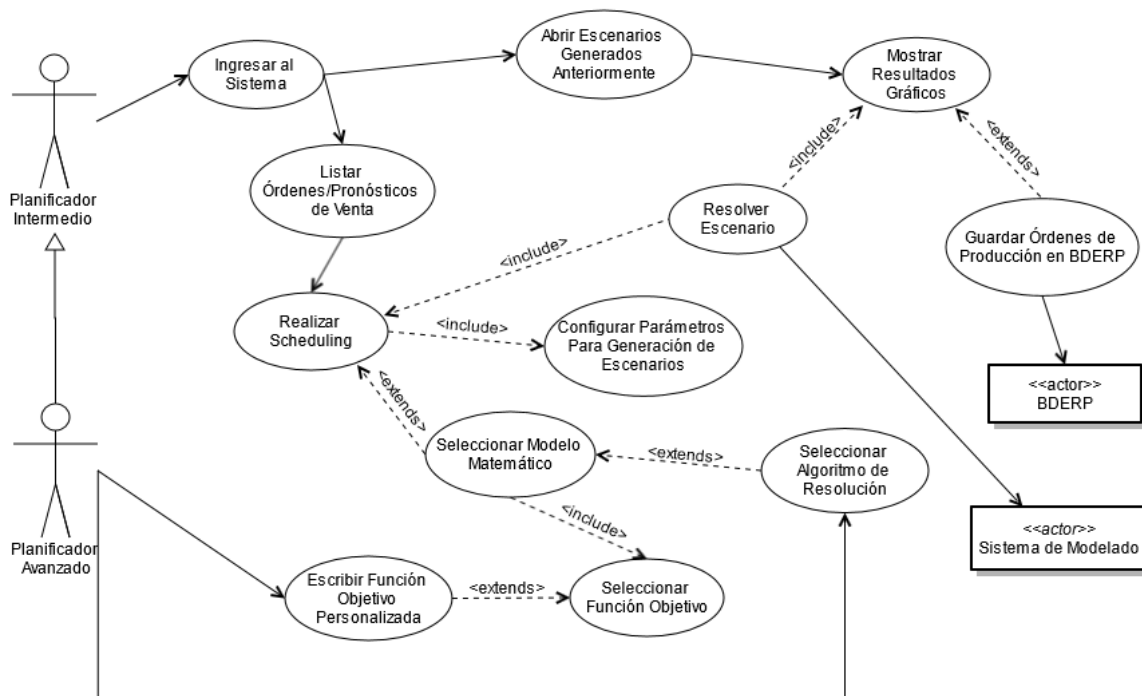 Ingresar al
Sistema
Abrir Escenarios
Generados
Anteriormente
Mostrar
Resultados
Gráficos
Planificador
Intermedio
Listar
Órdenes/Pronósticos
de Venta
<include>
<extends>
Resolver
Escenario
Guardar Órdenes de
Producción en BDERP
<include>
Realizar
Scheduling
<include>
Configurar Parámetros
Para Generación de
Escenarios
<<actor>>
BDERP
<extends>
Seleccionar Modelo
Matemático
<extends>
Seleccionar
Algoritmo de
Resolución
<include>
<<actor>>
Sistema de Modelado
Planificador
Avanzado
Escribir Función
Objetivo
Personalizada
<extends>
Seleccionar
Función Objetivo